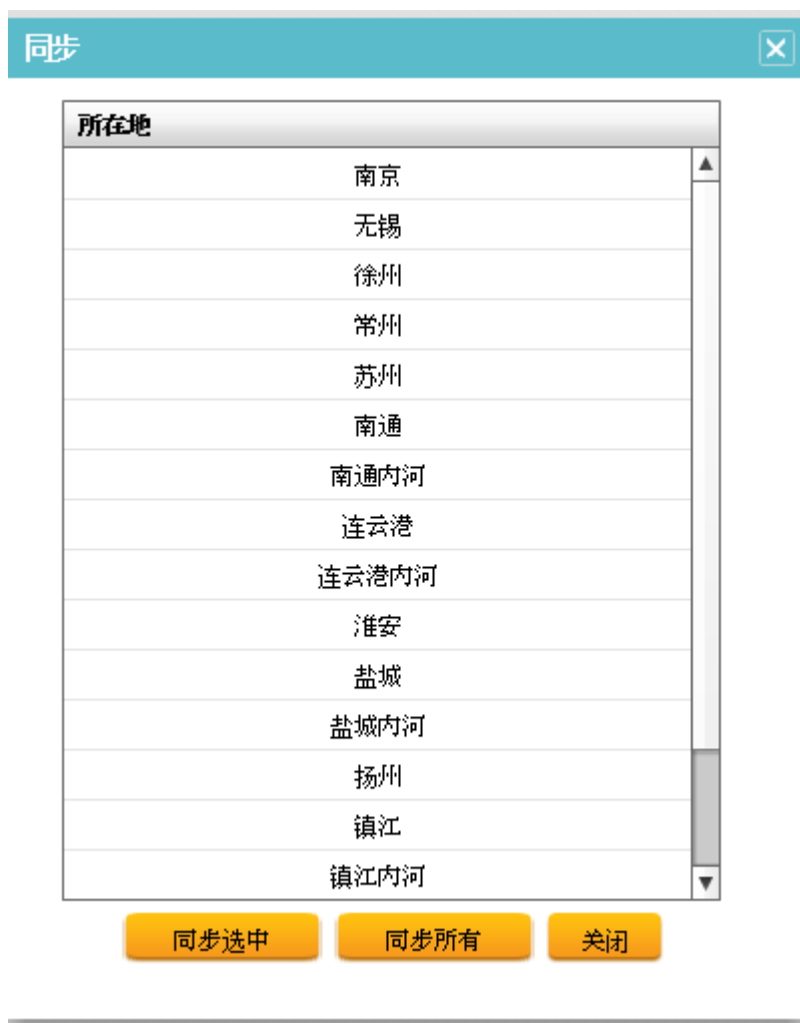 同步
所在地
南京
无锡
徐州
常州
苏州
南通
南通内河
连云港
连云港内河
淮安
盐城
盐城内河
扬州
镇江
镇江内河
同步选中 同步所有 关闭